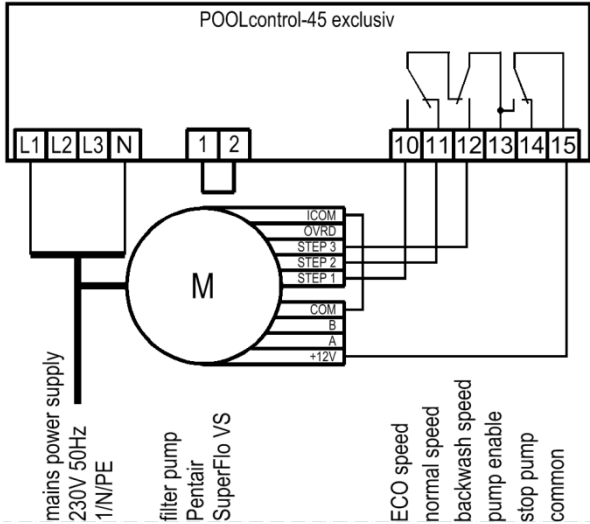 POOLcontrol-45 exclusiv
L1 L2 L3 N 1 2 10 11 12 13 14 15
ICOM
OVRD
STEP 3
STEP 2
STEP 1
M
COM
B
A
+12V
mains power supply
230V 50Hz
1/N/PE
filter pump
Pentair
SuperFlo VS
ECO speed
normal speed
backwash speed
pump enable
stop pump
common